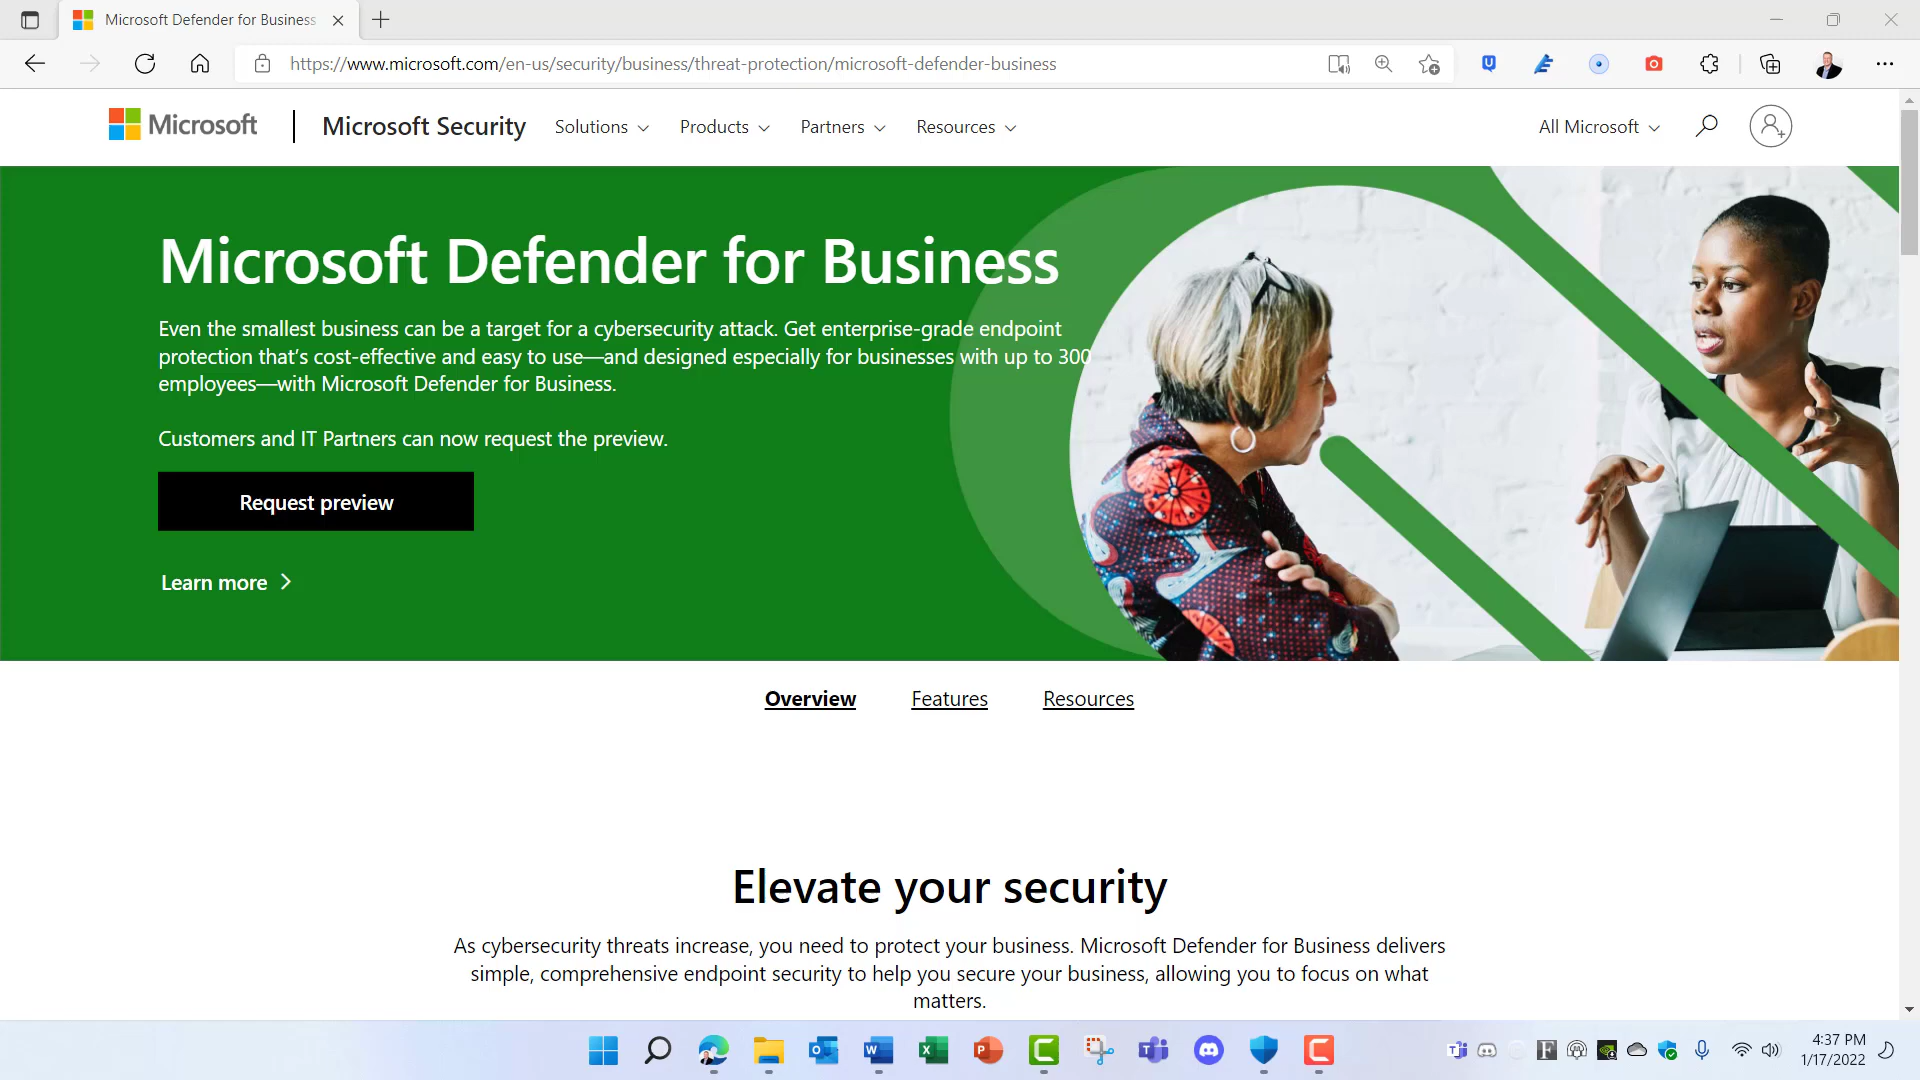 Microsoft Defender for Business
https://www.microsoft.com/en-us/security/business/threat-protection/microsoft-defender-business
Microsoft
Microsoft Security
Solutions
Products
Partners
Resources
All Microsoft
Microsoft Defender for Business
Even the smallest business can be a target for a cybersecurity attack. Get enterprise-grade endpoint
protection that's cost-effective and easy to use—and designed especially for businesses with up to 300
employees—with Microsoft Defender for Business.
Customers and IT Partners can now request the preview.
Request preview
Learn more
Overview
Features
Resources
Elevate your security
As cybersecurity threats increase, you need to protect your business. Microsoft Defender for Business delivers
simple, comprehensive endpoint security to help you secure your business, allowing you to focus on what
matters.
4:37 PM
1/17/2022